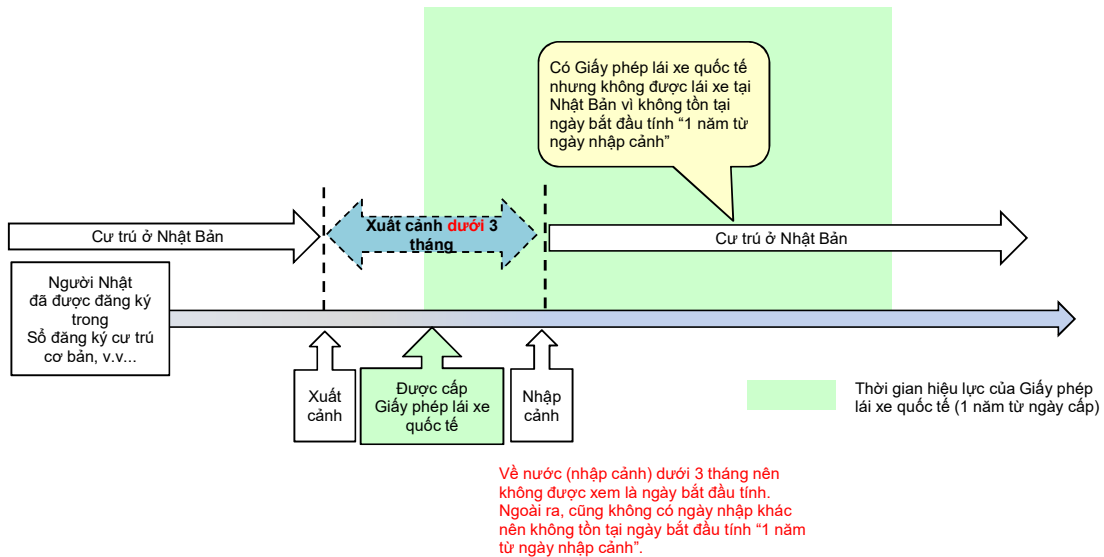 Có Giấy phép lái xe quốc tế
nhưng không được lái xe tại
Nhật Bản vì không tồn tại
ngày bắt đầu tính “1 năm từ
ngày nhập cảnh”
Cư trú ở Nhật Bản
Xuất cảnh dưới 3
tháng
Cư trú ở Nhật Bản
Người Nhật
đã được đăng ký
trong
Sổ đăng ký cư trú
cơ bản, v.v...
Xuất
cảnh
Được cấp
Giấy phép lái xe
quốc tế
Nhập
cảnh
Thời gian hiệu lực của Giấy phép
lái xe quốc tế (1 năm từ ngày cấp)
Về nước (nhập cảnh) dưới 3 tháng nên
không được xem là ngày bắt đầu tính.
Ngoài ra, cũng không có ngày nhập khác
nên không tồn tại ngày bắt đầu tính “1 năm
từ ngày nhập cảnh”.